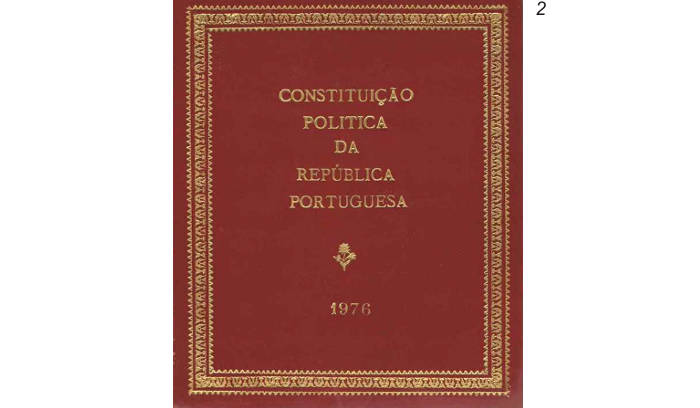 2
CONSTITUIÇÃO
POLITICA
DA
REPÚBLICA
PORTUGUESA
1976